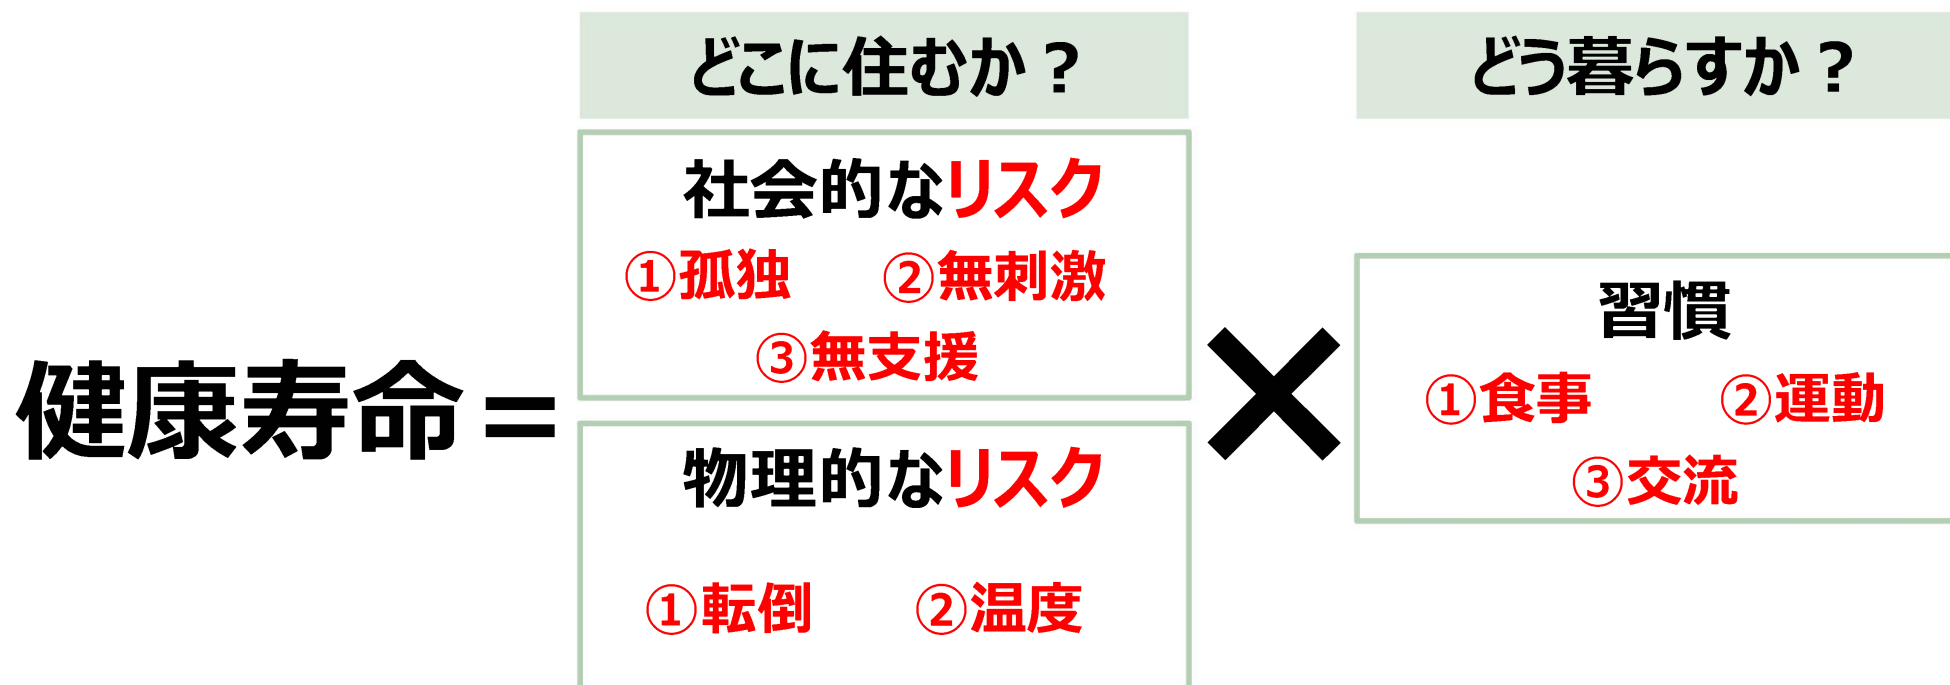 どこに住むか？
どう暮らすか？
社会的なリスク
①孤独 ②無刺激
③無支援
健康寿命＝
×
物理的なリスク
①転倒 ②温度
習慣
①食事 ②運動
③交流